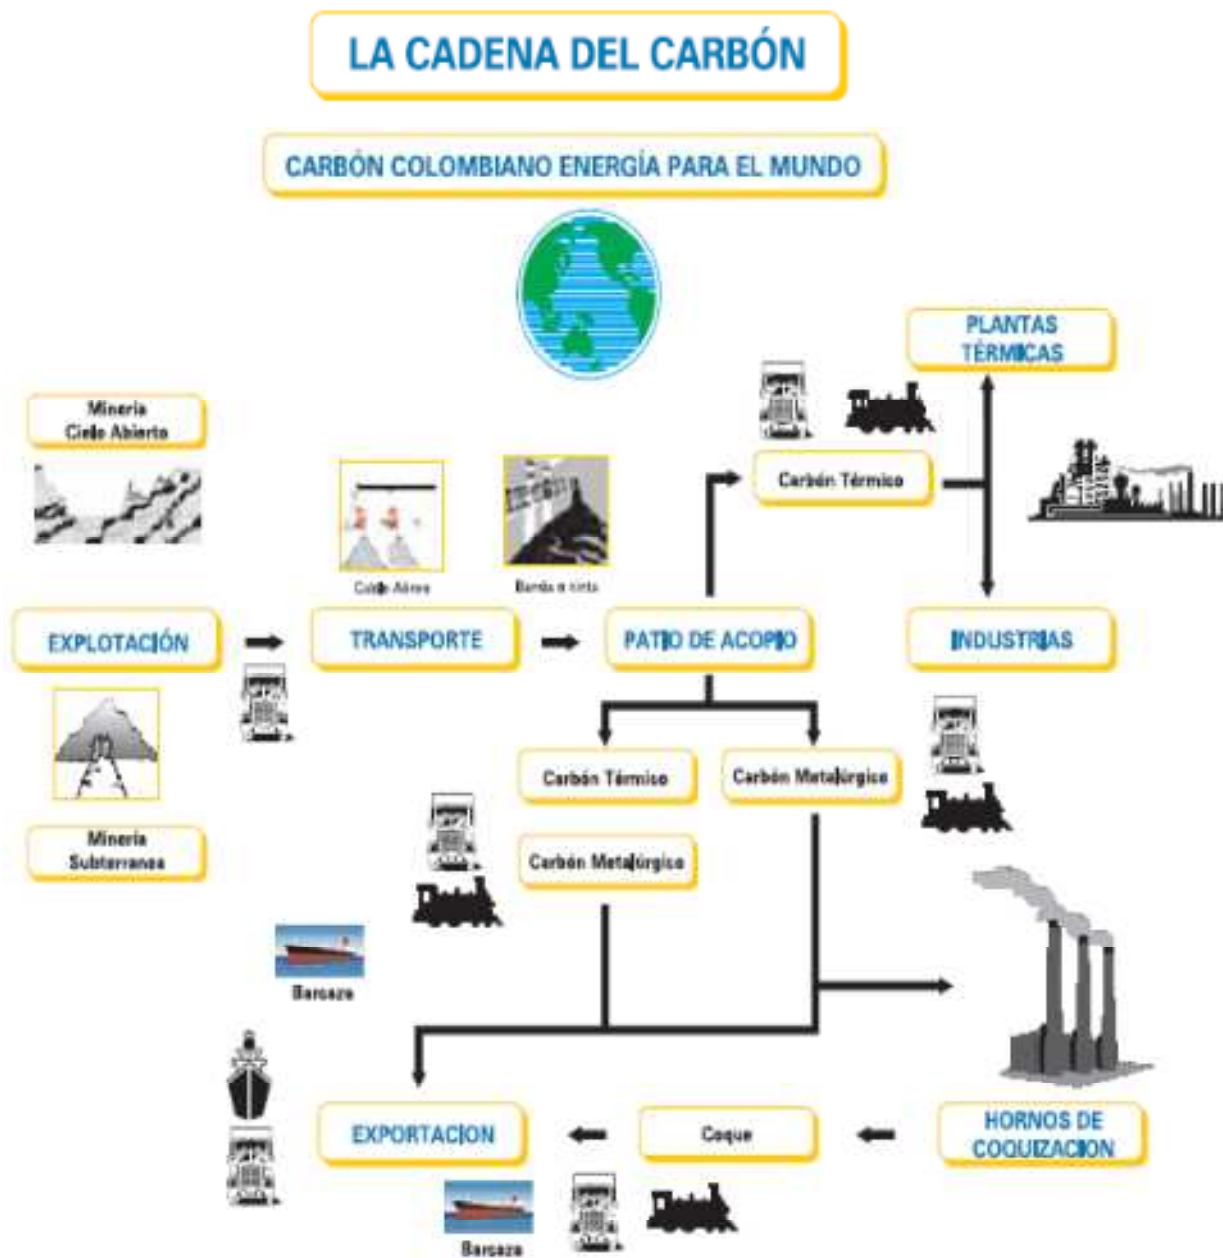 LA CADENA DEL CARBÓN
CARBÓN COLOMBIANO ENERGÍA PARA EL MUNDO
PLANTAS
TÉRMICAS
Minería
Cielo Abierto
Carbón Térmico
Cable Aéreo
Banda o cinta
EXPLOTACIÓN
TRANSPORTE
PATIO DE ACOPIO
INDUSTRIAS
Carbón Térmico
Carbón Metalúrgico
Minería
Subterranea
Carbón Metalúrgico
Barcaza
EXPORTACION
Coque
HORNOS DE
COQUIZACION
Barcaza